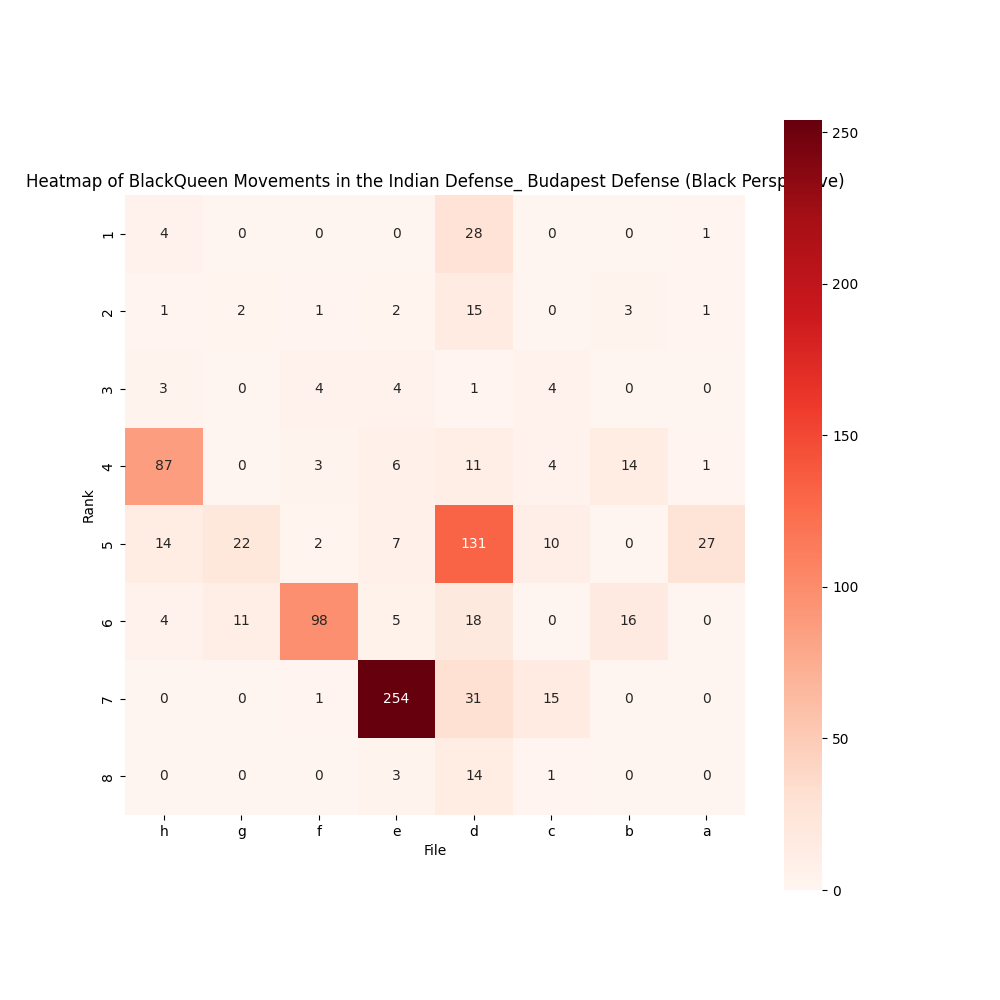 250
Heatmap of BlackQueen Movements in the Indian Defense_ Budapest Defense (Black Perspective)
1 4 0 0 0 28 0 0 1
200
2 1 2 1 2 15 0 3 1
3 3 0 4 4 1 4 0 0
150
4 87 0 3 6 11 4 14 1
Rank
5 14 22 2 7 131 10 0 27
100
6 4 11 98 5 18 0 16 0
7 0 0 1 254 31 15 0 0
50
8 0 0 0 3 14 1 0 0
h g f e d c b a
File
0